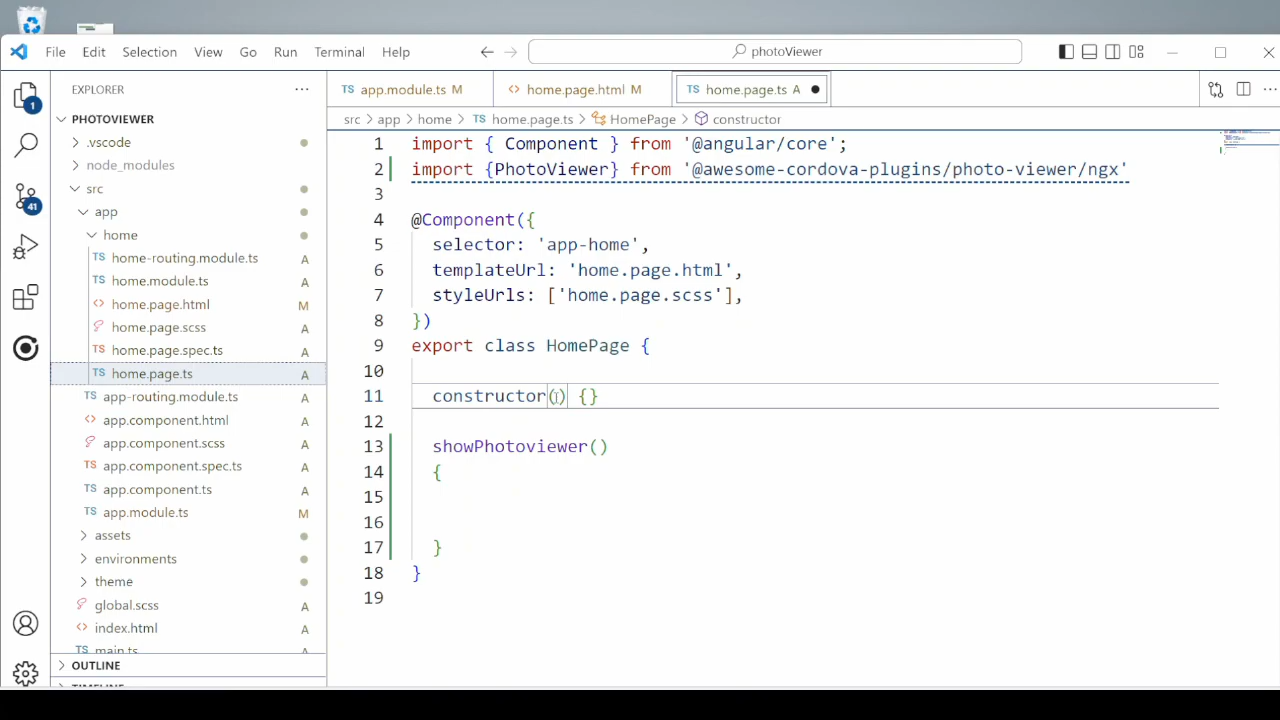 File Edit Selection View Go Run Terminal Help photoViewer
EXPLORER
app.module.ts M
home.page.html M
home.page.ts A
src app home home.page.ts HomePage constructor
1
41
PHOTOVIEWER
.vscode
node_modules
src
app
home
home-routing.module.ts A
home.module.ts A
home.page.html M
home.page.scss A
home.page.spec.ts A
home.page.ts A
app-routing.module.ts A
app.component.html A
app.component.scss A
app.component.spec.ts A
app.component.ts A
app.module.ts M
assets
environments
theme
global.scss A
index.html A
main.ts
OUTLINE
TIMELINE
1 import { Component } from '@angular/core';
2 import {PhotoViewer} from '@awesome-cordova-plugins/photo-viewer/ngx'
3
4 @Component({
5 selector: 'app-home',
6 templateUrl: 'home.page.html',
7 styleUrls: ['home.page.scss'],
8 })
9 export class HomePage {
10
11 constructor() {}
12
13 showPhotoviewer()
14 {
15
16
17 }
18 }
19